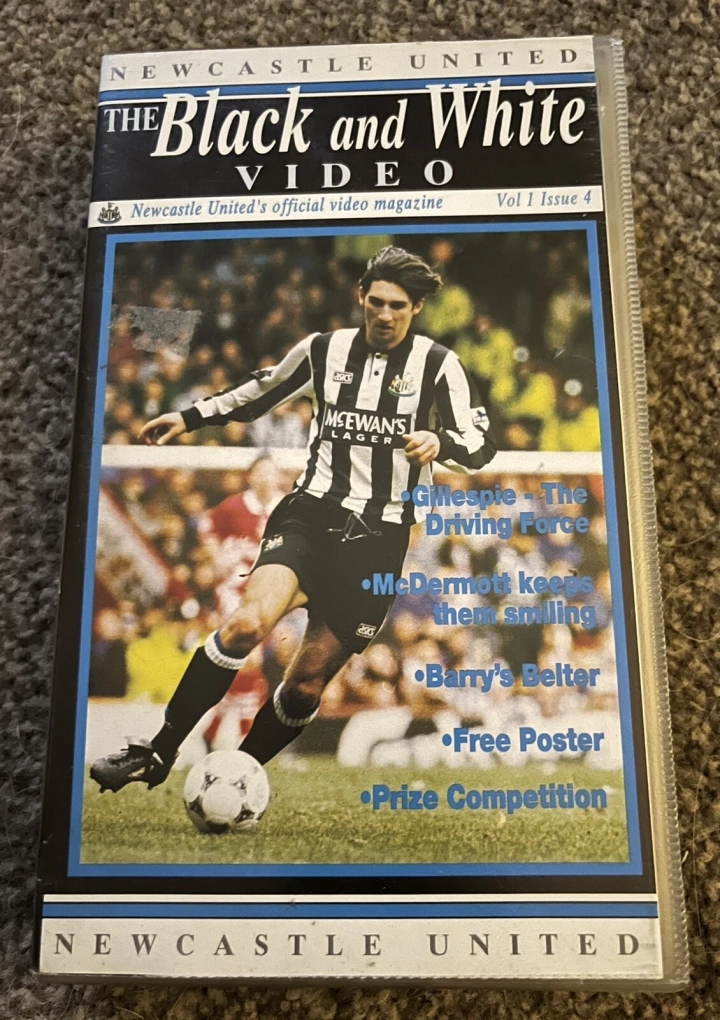 NEWCASTLE UNITED
THE Black and White
VIDEO
Newcastle United's official video magazine Vol 1 Issue 4
asics
McEWAN'S
LAGER
•Gillespie - The
Driving Force
•McDermott keeps
them smiling
•Barry's Belter
•Free Poster
•Prize Competition
NEWCASTLE UNITED